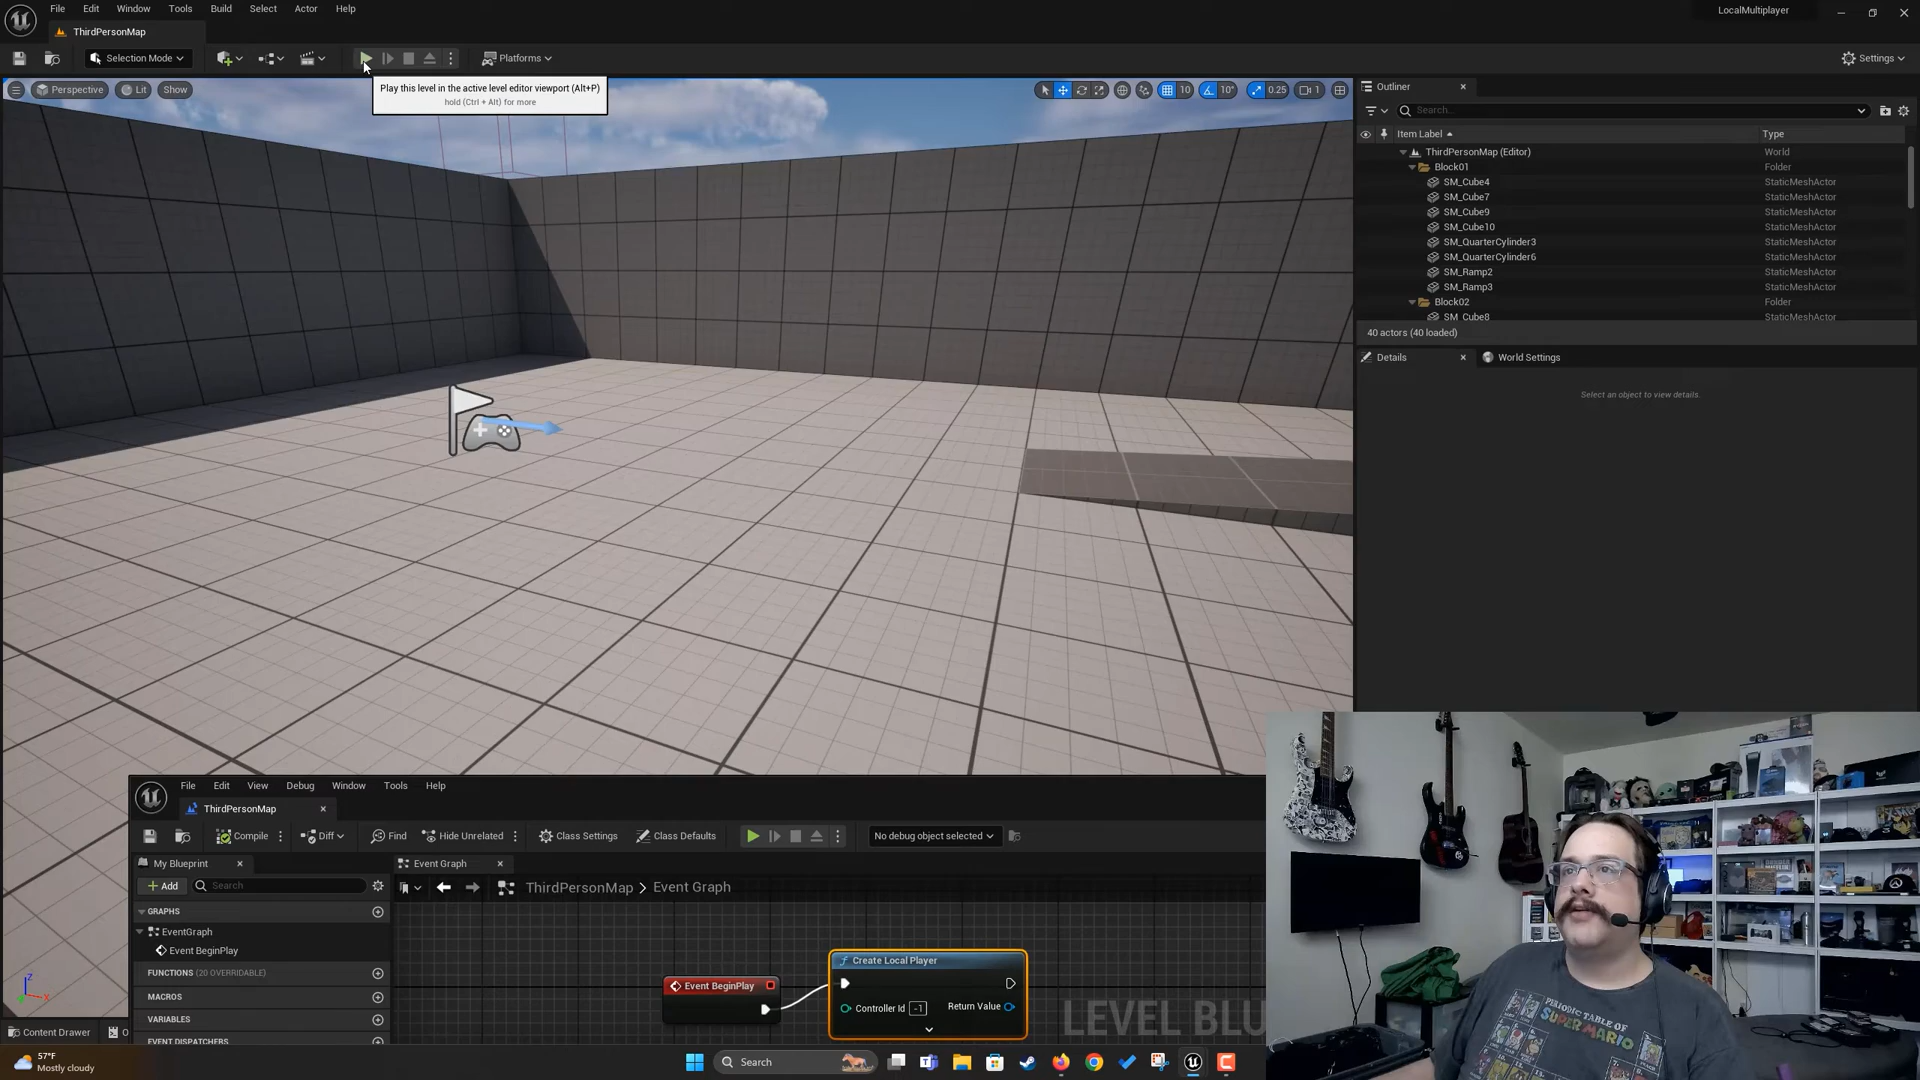 File Edit Window Tools Build Select Actor Help
LocalMultiplayer
ThirdPersonMap
Selection Mode
Platforms
Settings
Play this level in the active level editor viewport (Alt+P)
hold (Ctrl + Alt) for more
Perspective Lit Show
10 10° 0.25 1
Outliner
Search...
Item Label Type
ThirdPersonMap (Editor) World
Block01 Folder
SM_Cube4 StaticMeshActor
SM_Cube7 StaticMeshActor
SM_Cube9 StaticMeshActor
SM_Cube10 StaticMeshActor
SM_QuarterCylinder3 StaticMeshActor
SM_QuarterCylinder6 StaticMeshActor
SM_Ramp2 StaticMeshActor
SM_Ramp3 StaticMeshActor
Block02 Folder
SM_Cube8 StaticMeshActor
40 actors (40 loaded)
Details World Settings
Select an object to view details.
File Edit View Debug Window Tools Help
ThirdPersonMap
Compile Diff Find Hide Unrelated Class Settings Class Defaults No debug object selected
My Blueprint
Event Graph
Add Search
ThirdPersonMap > Event Graph
GRAPHS
EventGraph
Event BeginPlay
FUNCTIONS (20 OVERRIDABLE)
MACROS
VARIABLES
EVENT DISPATCHERS
Event BeginPlay
Create Local Player
Controller Id -1 Return Value
LEVEL BLU
PERIODIC TABLE OF
SUPER MARIO
Z
X
Content Drawer O
57°F
Mostly cloudy
Search